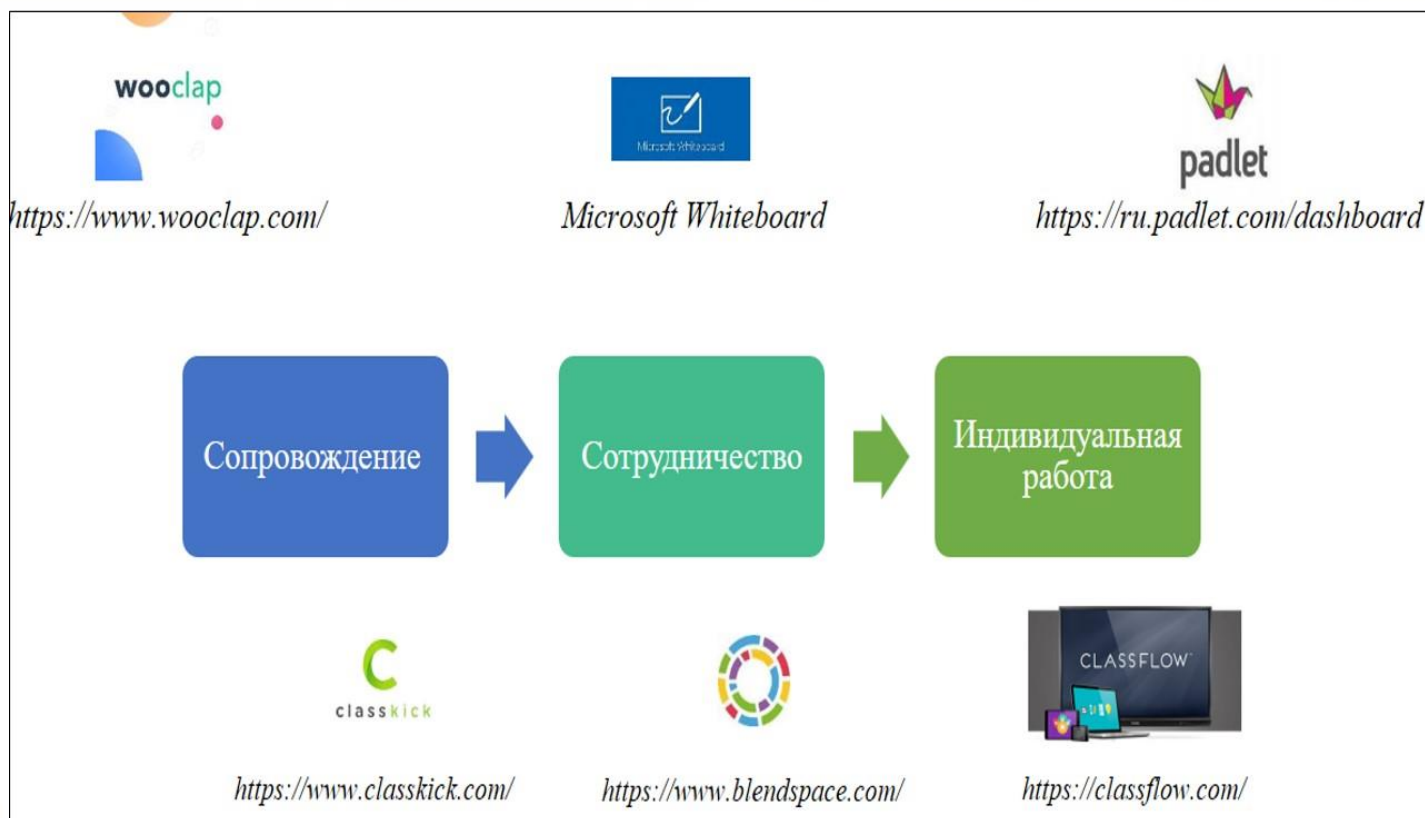 wooclap
Microsoft Whiteboard
padlet
https://www.wooclap.com/
Microsoft Whiteboard
https://ru.padlet.com/dashboard
Сопровождение
Сотрудничество
Индивидуальная
работа
CLASSFLOW
classkick
https://www.classkick.com/
https://www.blendspace.com/
https://classflow.com/